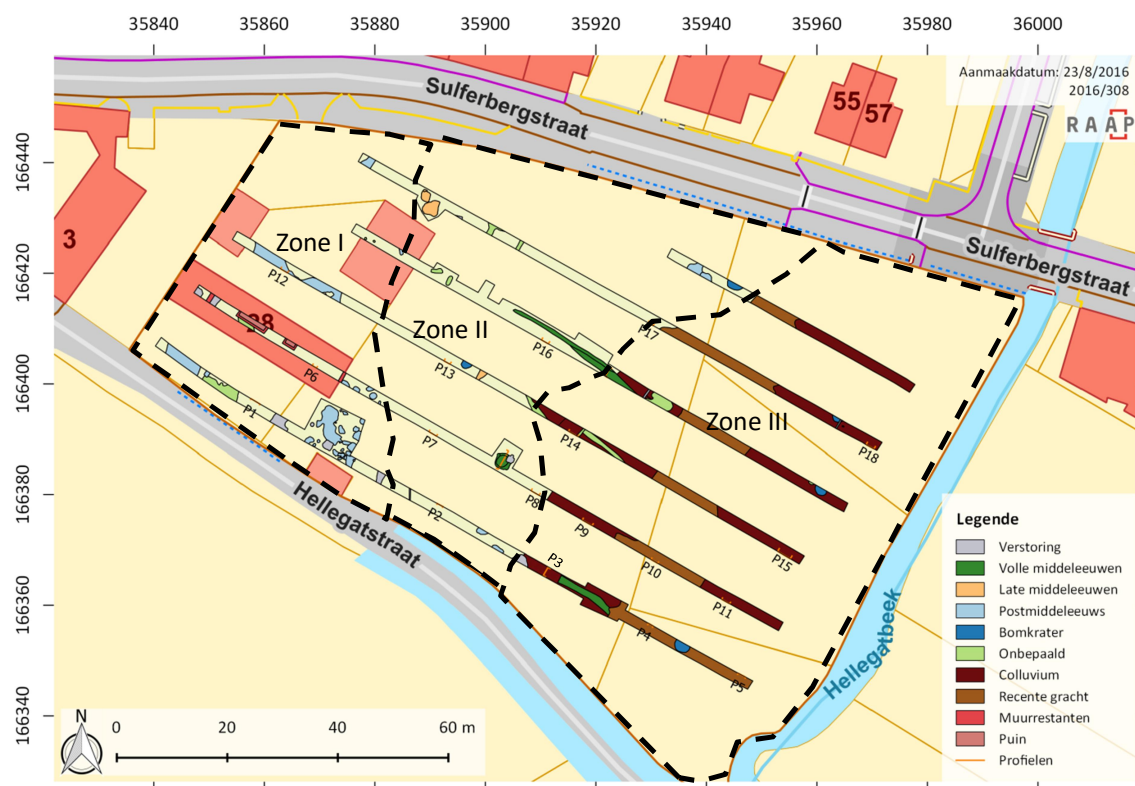 35840 35860 35880 35900 35920 35940 35960 35980 36000
Aanmaakdatum: 23/8/2016
2016/308
RAAP
166440
166420
166400
166380
166360
166340
Sulferbergstraat
55
57
3
Sulferbergstraat
Zone I
P12
28
Zone II
P17
P16
P13
P6
Zone III
P1
P14
P18
P7
P2
P8
P9
P15
P3
P10
P11
P4
P5
Hellegatstraat
Hellegatbeek
N
0 20 40 60 m
Legende
Verstoring
Volle middeleeuwen
Late middeleeuwen
Postmiddeleeuws
Bomkrater
Onbepaald
Colluvium
Recente gracht
Muurrestanten
Puin
Profielen